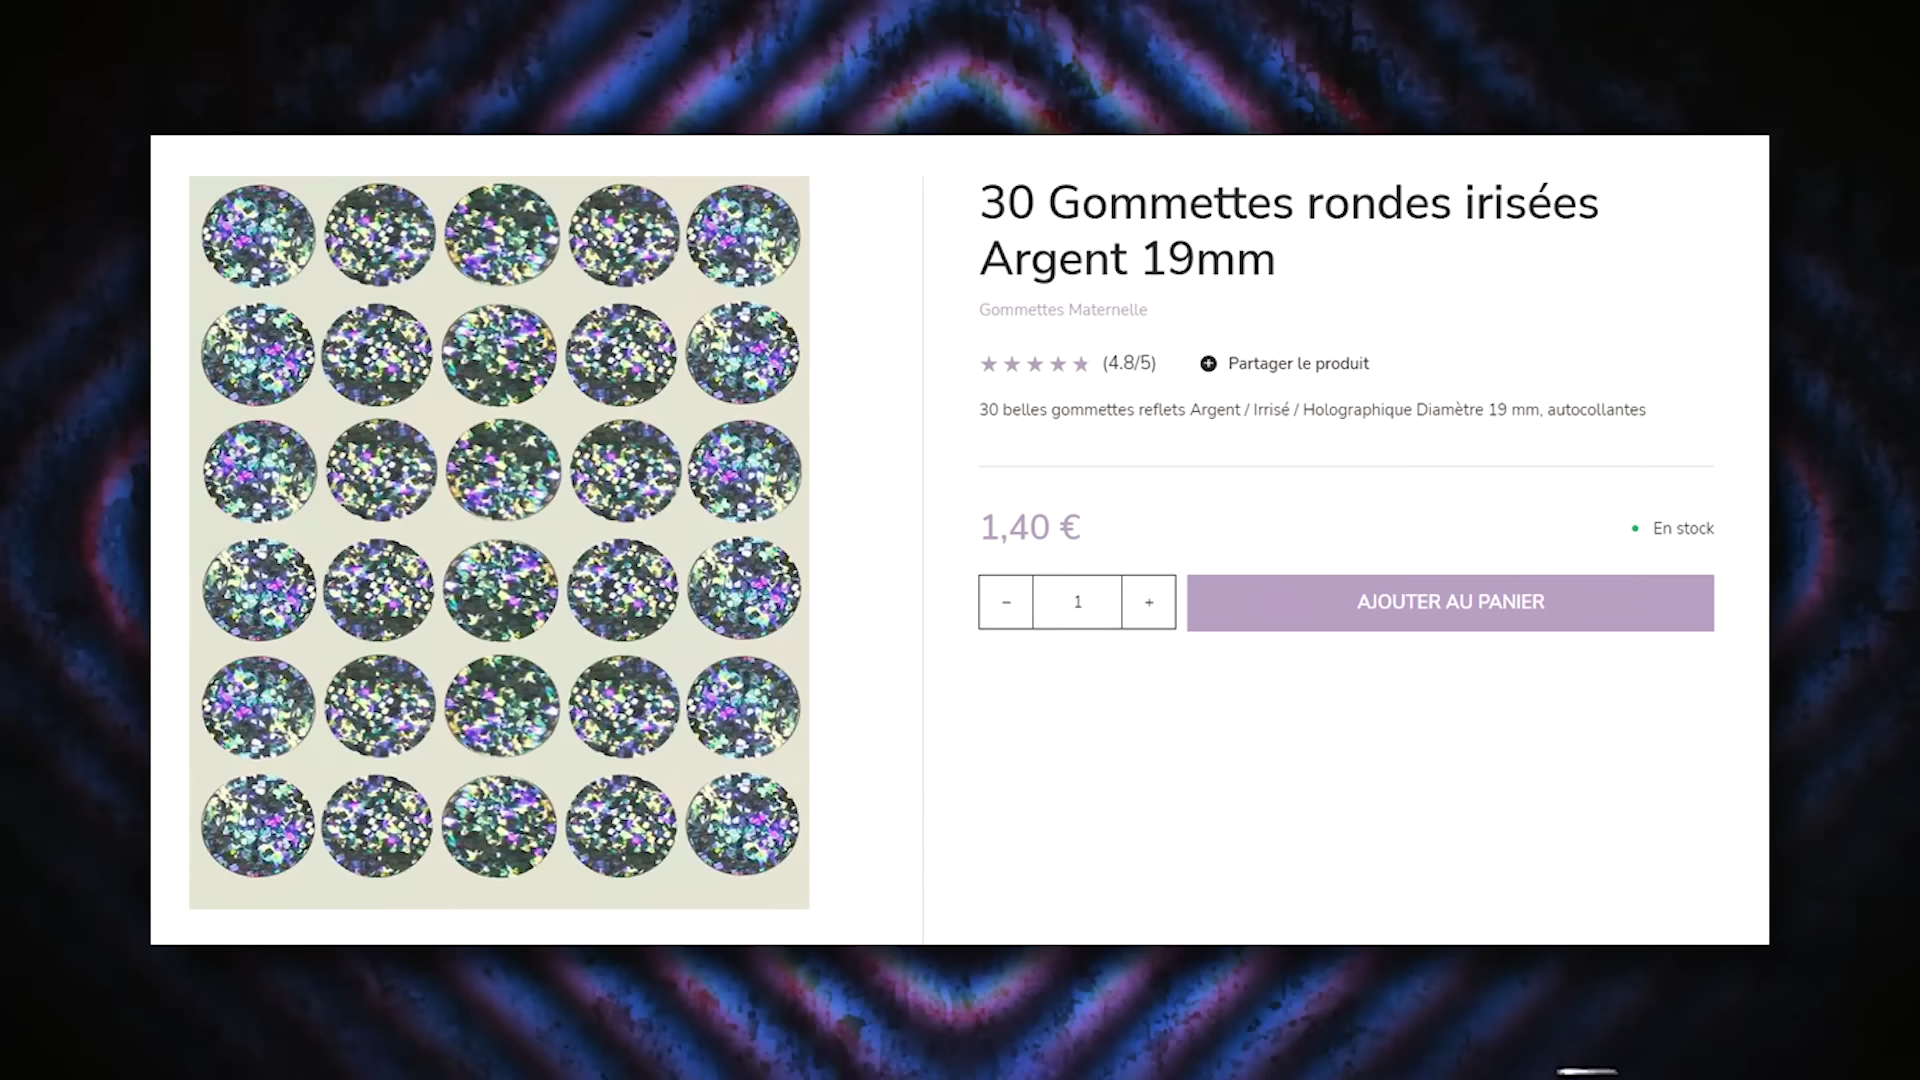 30 Gommettes rondes irisées
Argent 19mm
Gommettes Maternelle
(4.8/5)
Partager le produit
30 belles gommettes reflets Argent / Irrisé / Holographique Diamètre 19 mm, autocollantes
1,40 €
En stock
− 1 +
AJOUTER AU PANIER